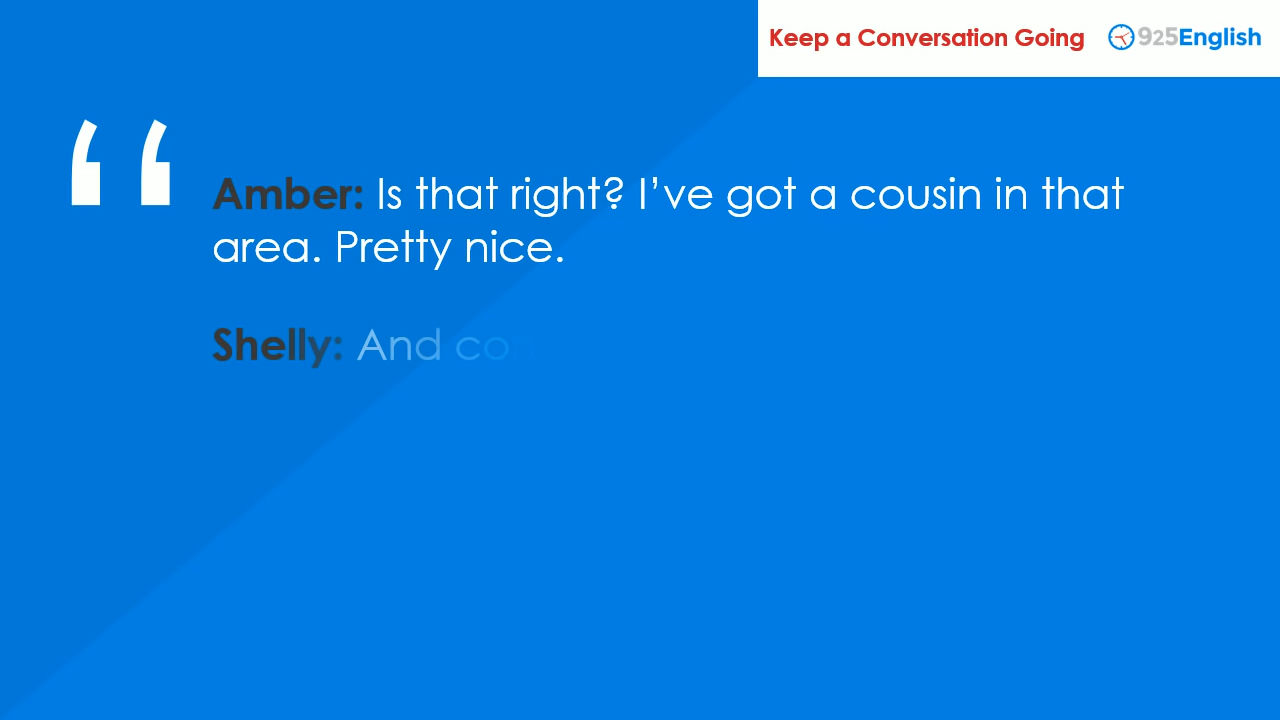 Keep a Conversation Going
925English
Amber: Is that right? I’ve got a cousin in that
area. Pretty nice.
Shelly: And